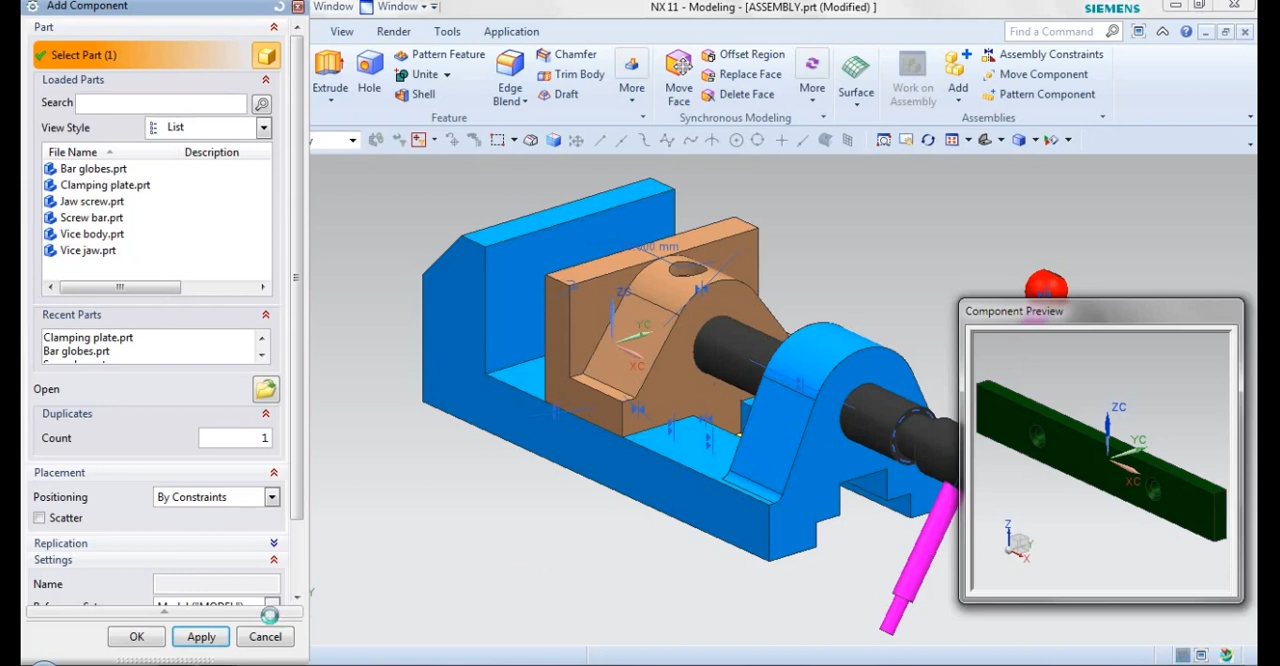 Add Component
Window Window
NX 11 - Modeling - [ASSEMBLY.prt (Modified) ]
SIEMENS
Part
Select Part (1)
Loaded Parts
Search
View Style List
File Name Description
Bar globes.prt
Clamping plate.prt
Jaw screw.prt
Screw bar.prt
Vice body.prt
Vice jaw.prt
Recent Parts
Clamping plate.prt
Bar globes.prt
Open
Duplicates
Count 1
Placement
Positioning By Constraints
Scatter
Replication
Settings
Name
OK Apply Cancel
View Render Tools Application
Find a Command
Extrude
Hole
Pattern Feature
Unite
Shell
Edge
Blend
Chamfer
Trim Body
Draft
More
Feature
Move
Face
Offset Region
Replace Face
Delete Face
More
Synchronous Modeling
Surface
Work on
Assembly
Add
Assembly Constraints
Move Component
Pattern Component
Assemblies
mm
YC
XC
Component Preview
ZC
YC
XC
Z
X